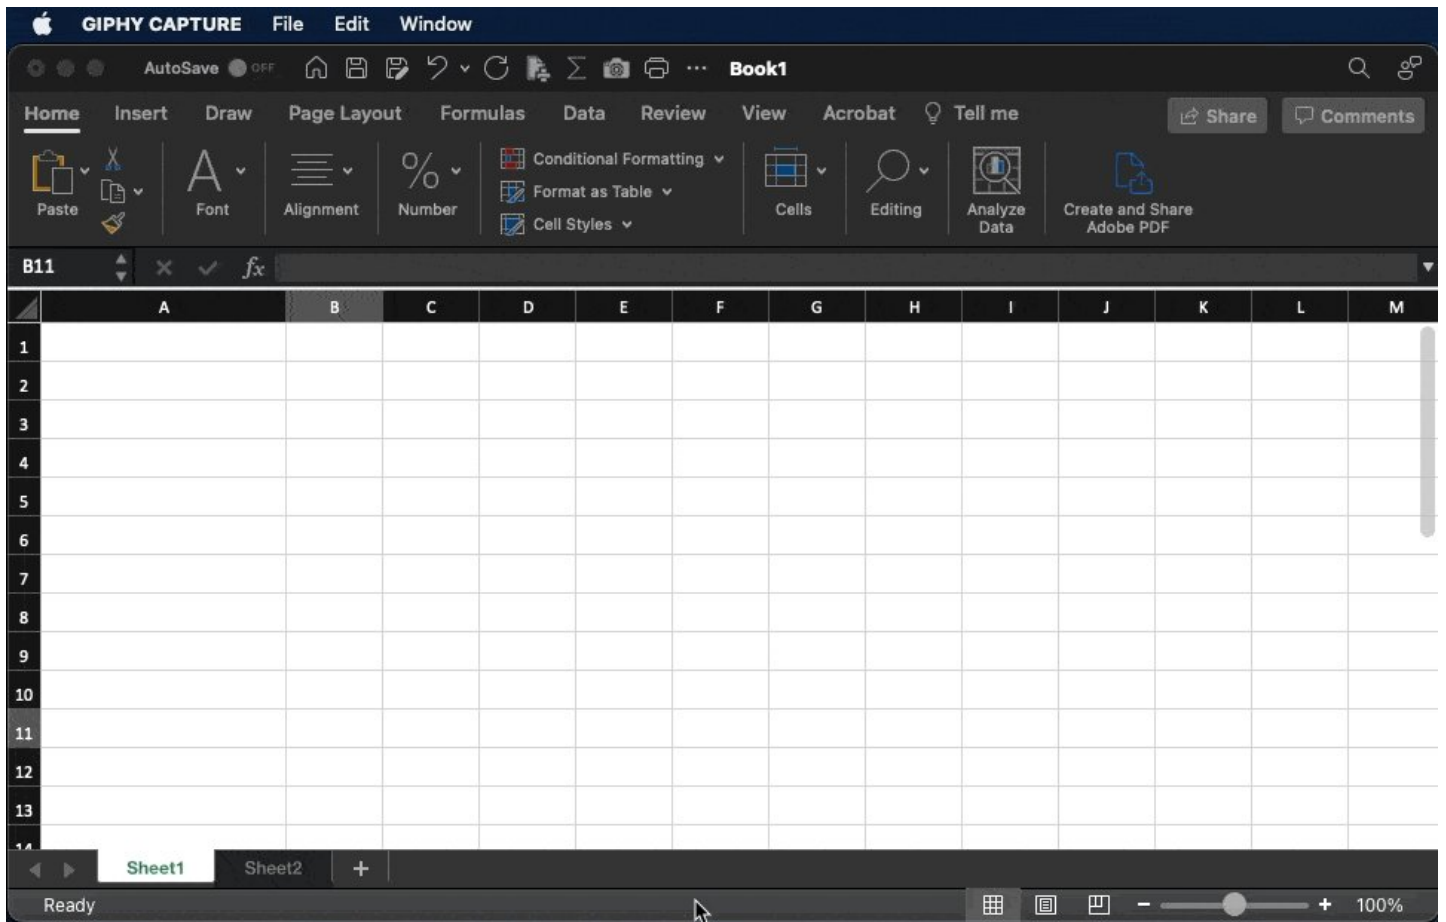 GIPHY CAPTURE File Edit Window
AutoSave OFF ... Book1
Home Insert Draw Page Layout Formulas Data Review View Acrobat Tell me Share Comments
Paste Font Alignment Number Conditional Formatting Format as Table Cell Styles Cells Editing Analyze Data Create and Share Adobe PDF
B11 fx
A B C D E F G H I J K L M
1
2
3
4
5
6
7
8
9
10
11
12
13
14
Sheet1 Sheet2 +
Ready - + 100%